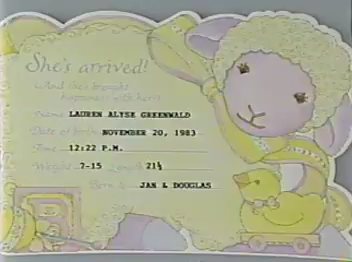 She's arrived!
And she's brought
happiness with her!
Name LAUREN ALYSE GREENWALD
Date of birth NOVEMBER 20, 1983
Time 12:22 P.M.
Weight 7-15 Length 21½
Born to JAN & DOUGLAS